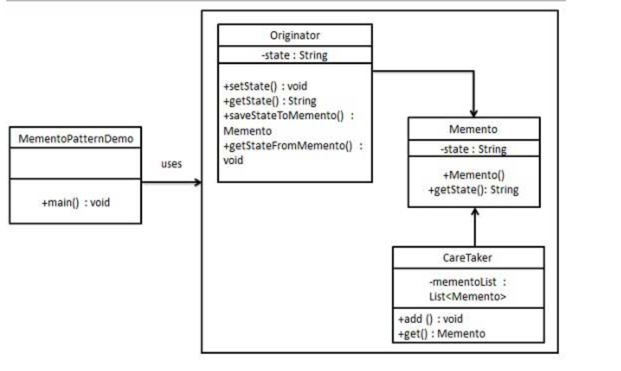 MementoPatternDemo
+main() : void
uses
Originator
-state : String
+setState() : void
+getState() : String
+saveStateToMemento() :
Memento
+getStateFromMemento() :
void
Memento
-state : String
+Memento()
+getState(): String
CareTaker
-mementoList :
List<Memento>
+add () : void
+get() : Memento